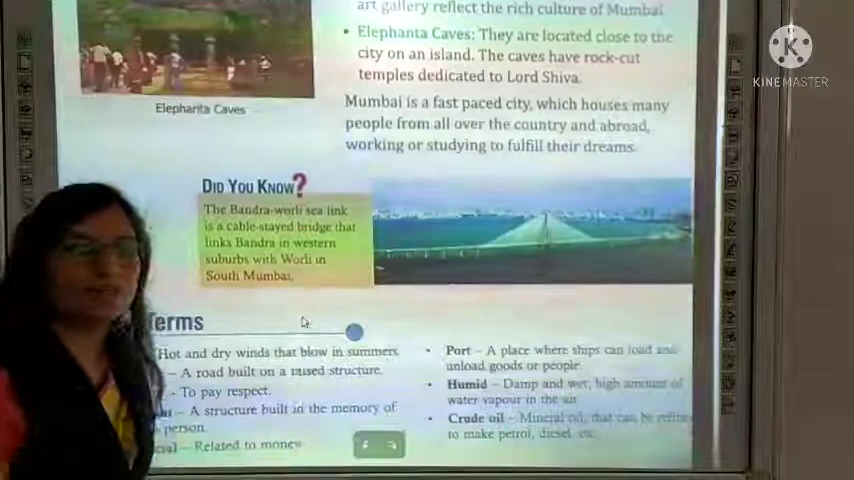 art gallery reflect the rich culture of Mumbai.
• Elephanta Caves: They are located close to the
city on an island. The caves have rock-cut
temples dedicated to Lord Shiva.
Mumbai is a fast paced city, which houses many
people from all over the country and abroad,
working or studying to fulfill their dreams.
Elephanta Caves
DID YOU KNOW?
The Bandra-worli sea link
is a cable-stayed bridge that
links Bandra in western
suburbs with Worli in
South Mumbai.
Terms
Hot and dry winds that blow in summers
– A road built on a raised structure.
– To pay respect.
– A structure built in the memory of
person.
– Related to money
• Port – A place where ships can load and
unload goods or people.
• Humid – Damp and wet; high amount of
water vapour in the air
• Crude oil – Mineral oil, that can be refine
to make petrol, diesel, etc.
K
KINEMASTER